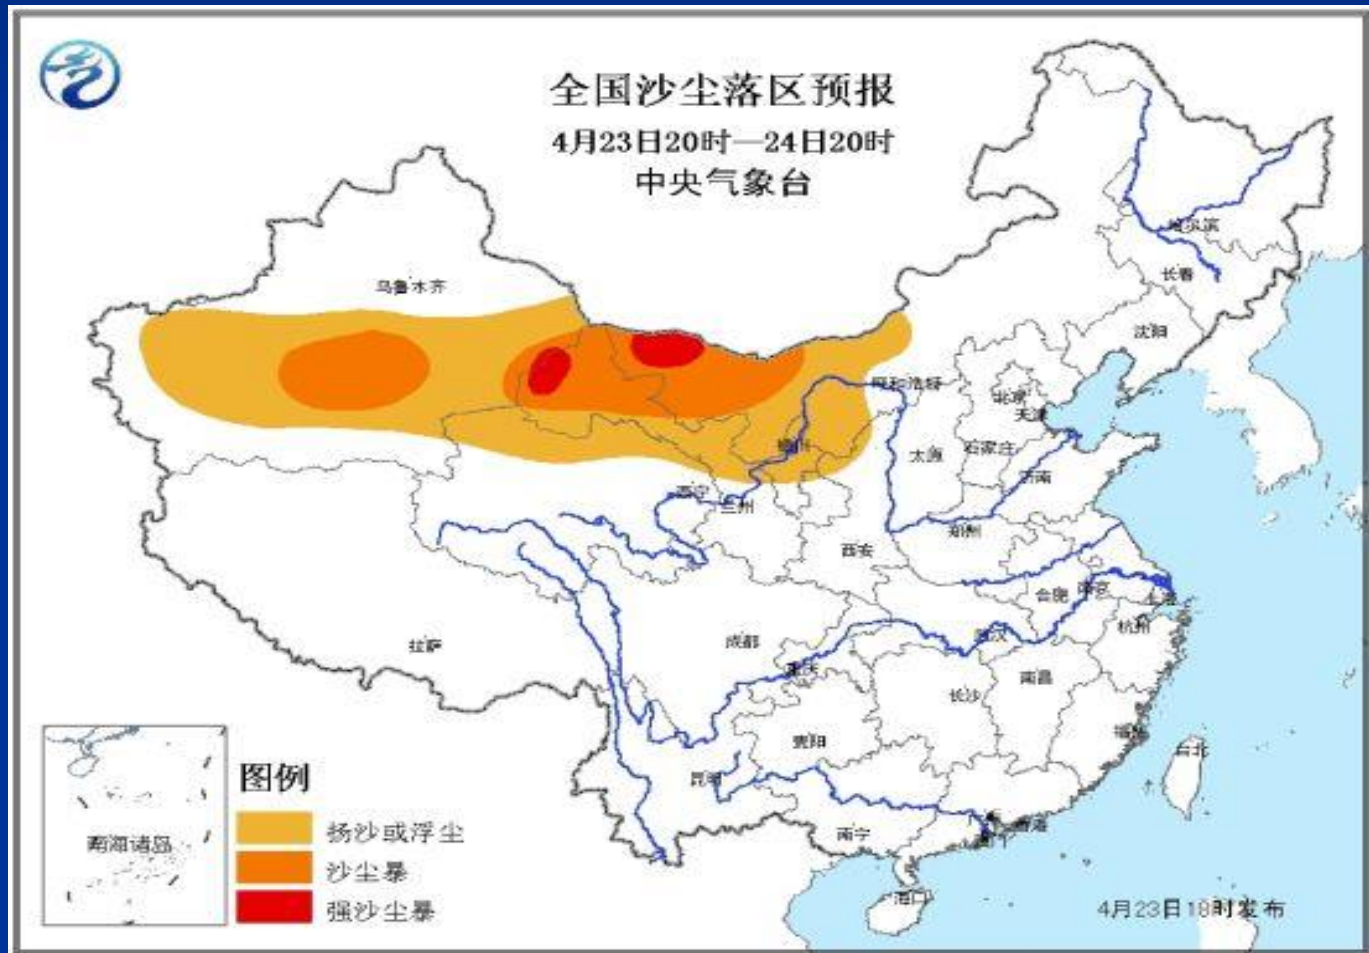 全国沙尘落区预报
4月23日20时—24日20时
中央气象台
哈尔滨
长春
乌鲁木齐
沈阳
呼和浩特
北京
天津
银川
太原
石家庄
济南
西宁
兰州
郑州
西安
合肥
南京
上海
杭州
拉萨
成都
武汉
重庆
南昌
长沙
贵阳
福州
台北
昆明
南宁
香港
海口
南海诸岛
图例
扬沙或浮尘
沙尘暴
强沙尘暴
4月23日18时发布